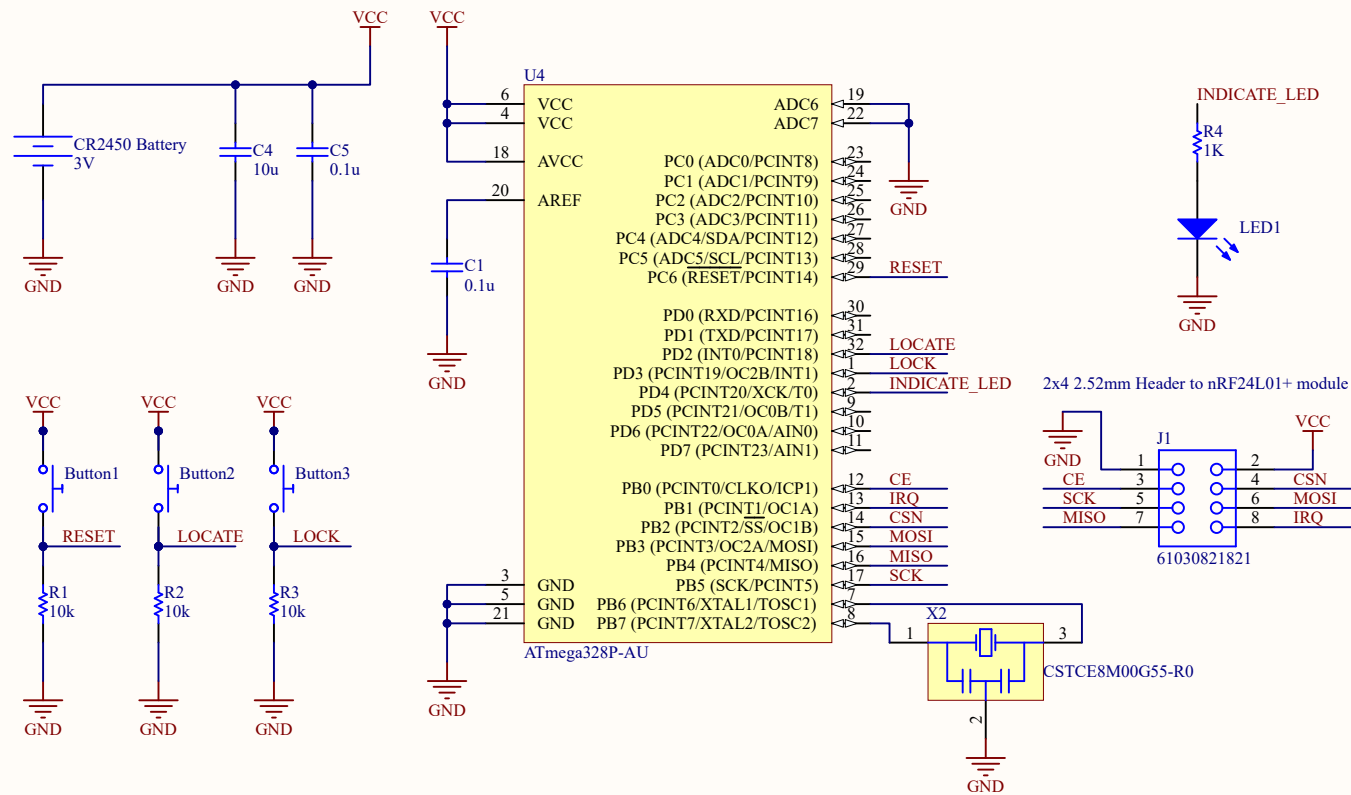 VCC
CR2450 Battery
3V
C4
10u
C5
0.1u
GND
GND
GND
VCC
C1
0.1u
GND
U4
6 VCC
4 VCC
18 AVCC
20 AREF
3 GND
5 GND
21 GND
GND
ADC6 19
ADC7 22
GND
PC0 (ADC0/PCINT8) 23
PC1 (ADC1/PCINT9) 24
PC2 (ADC2/PCINT10) 25
PC3 (ADC3/PCINT11) 26
PC4 (ADC4/SDA/PCINT12) 27
PC5 (ADC5/SCL/PCINT13) 28
PC6 (RESET/PCINT14) 29 RESET
PD0 (RXD/PCINT16) 30
PD1 (TXD/PCINT17) 31
PD2 (INT0/PCINT18) 32 LOCATE
PD3 (PCINT19/OC2B/INT1) 1 LOCK
PD4 (PCINT20/XCK/T0) 2 INDICATE_LED
PD5 (PCINT21/OC0B/T1) 9
PD6 (PCINT22/OC0A/AIN0) 10
PD7 (PCINT23/AIN1) 11
PB0 (PCINT0/CLKO/ICP1) 12 CE
PB1 (PCINT1/OC1A) 13 IRQ
PB2 (PCINT2/SS/OC1B) 14 CSN
PB3 (PCINT3/OC2A/MOSI) 15 MOSI
PB4 (PCINT4/MISO) 16 MISO
PB5 (SCK/PCINT5) 17 SCK
PB6 (PCINT6/XTAL1/TOSC1) 7
PB7 (PCINT7/XTAL2/TOSC2) 8
ATmega328P-AU
X2
1
3
2
CSTCE8M00G55-R0
GND
INDICATE_LED
R4
1K
LED1
GND
2x4 2.52mm Header to nRF24L01+ module
GND
VCC
J1
1 2
CE 3 4 CSN
SCK 5 6 MOSI
MISO 7 8 IRQ
61030821821
VCC
Button1
RESET
R1
10k
GND
VCC
Button2
LOCATE
R2
10k
GND
VCC
Button3
LOCK
R3
10k
GND